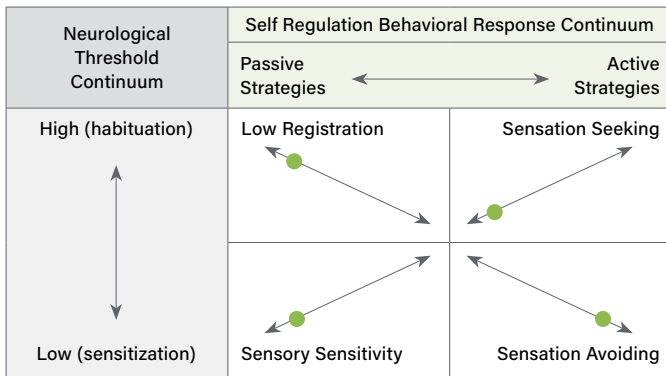 Neurological
Threshold
Continuum
Self Regulation Behavioral Response Continuum
Passive
Strategies
Active
Strategies
High (habituation)
Low Registration
Sensation Seeking
Low (sensitization)
Sensory Sensitivity
Sensation Avoiding